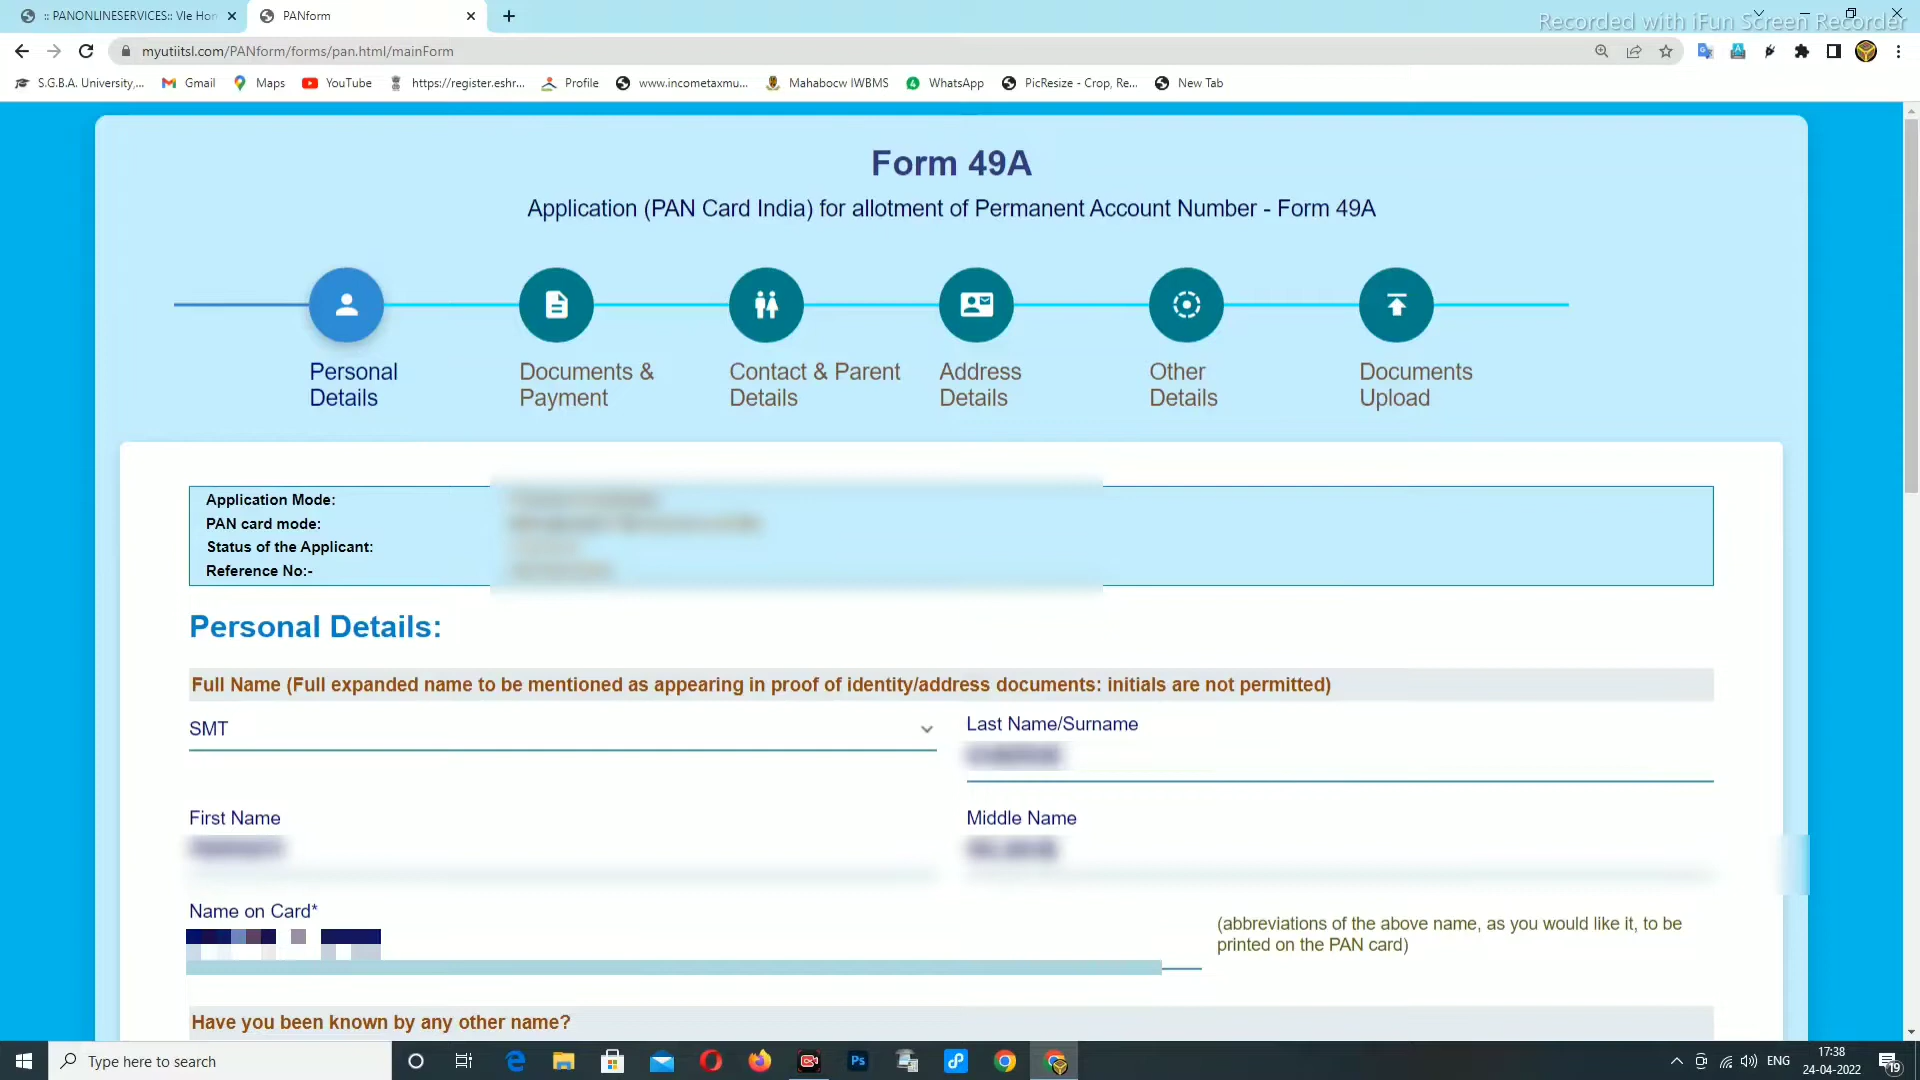 :: PANONLINESERVICES:: Vle Hom
PANform
Recorded with iFun Screen Recorder
myutiitsl.com/PANform/forms/pan.html/mainForm
S.G.B.A. University,...
Gmail
Maps
YouTube
https://register.eshr...
Profile
www.incometaxmu...
Mahabocw IWBMS
WhatsApp
PicResize - Crop, Re...
New Tab
Form 49A
Application (PAN Card India) for allotment of Permanent Account Number - Form 49A
Personal
Details
Documents &
Payment
Contact & Parent
Details
Address
Details
Other
Details
Documents
Upload
Application Mode:
PAN card mode:
Status of the Applicant:
Reference No:-
Personal Details:
Full Name (Full expanded name to be mentioned as appearing in proof of identity/address documents: initials are not permitted)
SMT
Last Name/Surname
First Name
Middle Name
Name on Card*
(abbreviations of the above name, as you would like it, to be
printed on the PAN card)
Have you been known by any other name?
Type here to search
Ps
ENG
17:38
24-04-2022
19